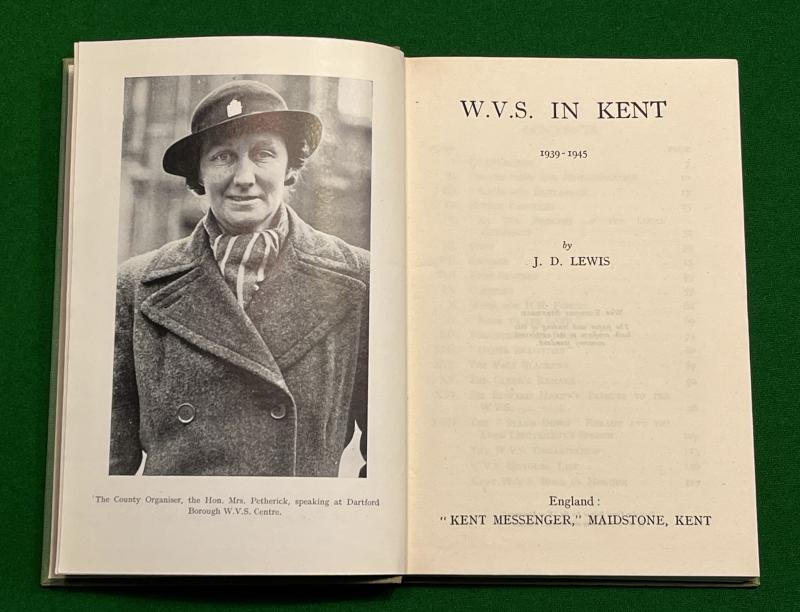 The County Organiser, the Hon. Mrs. Petherick, speaking at Dartford
Borough W.V.S. Centre.
W.V.S. IN KENT
1939-1945
by
J. D. LEWIS
England:
"KENT MESSENGER," MAIDSTONE, KENT